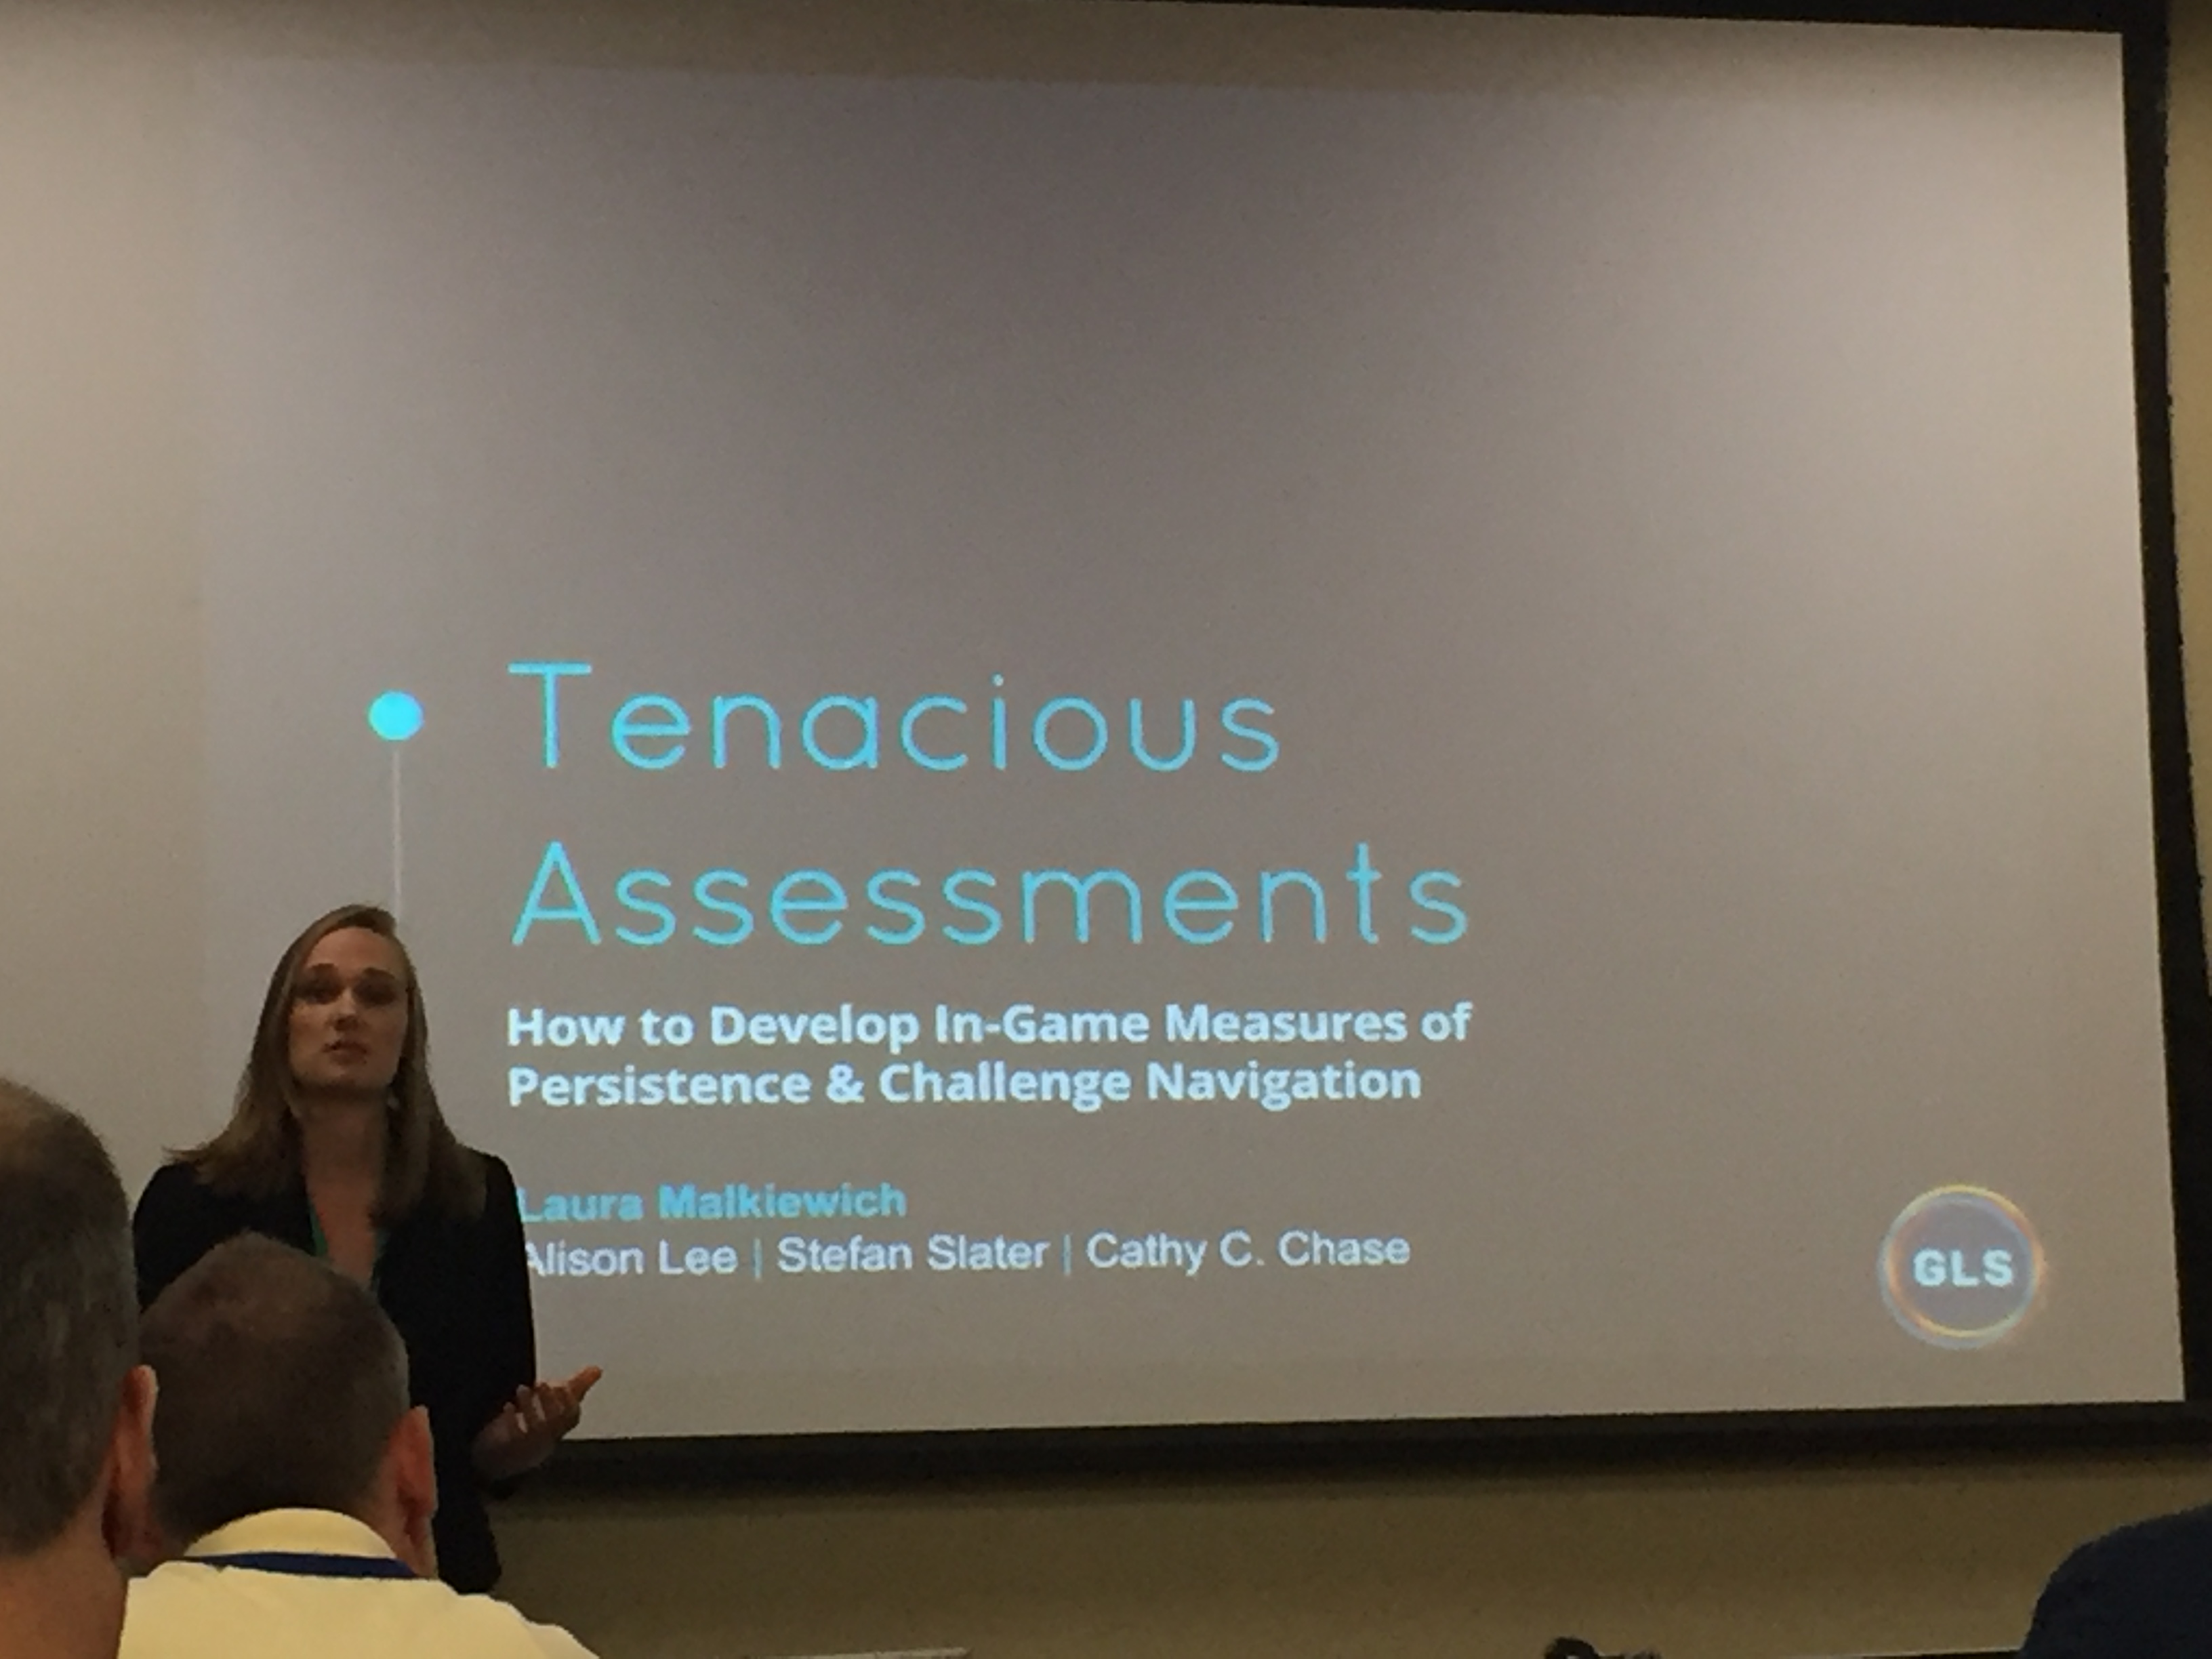 Tenacious
Assessments
How to Develop In-Game Measures of
Persistence & Challenge Navigation
Laura Malkiewich
Alison Lee | Stefan Slater | Cathy C. Chase
GLS